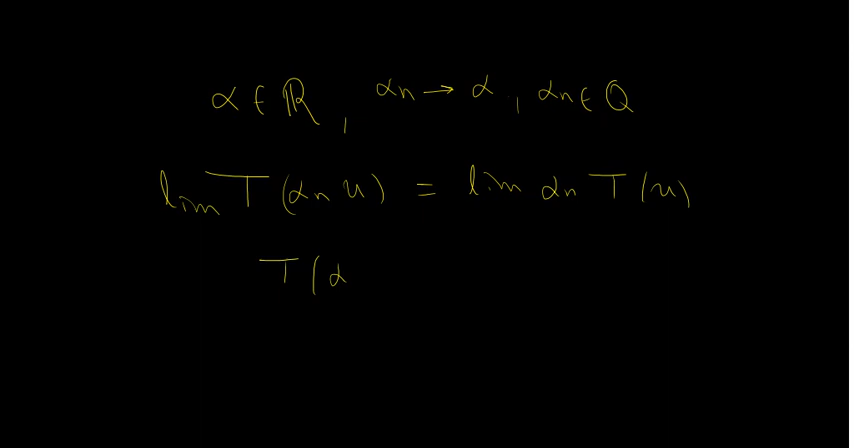 α ∈ ℝ, αn → α, αn ∈ ℚ
lim T(αn u) = lim αn T(u)
T(α